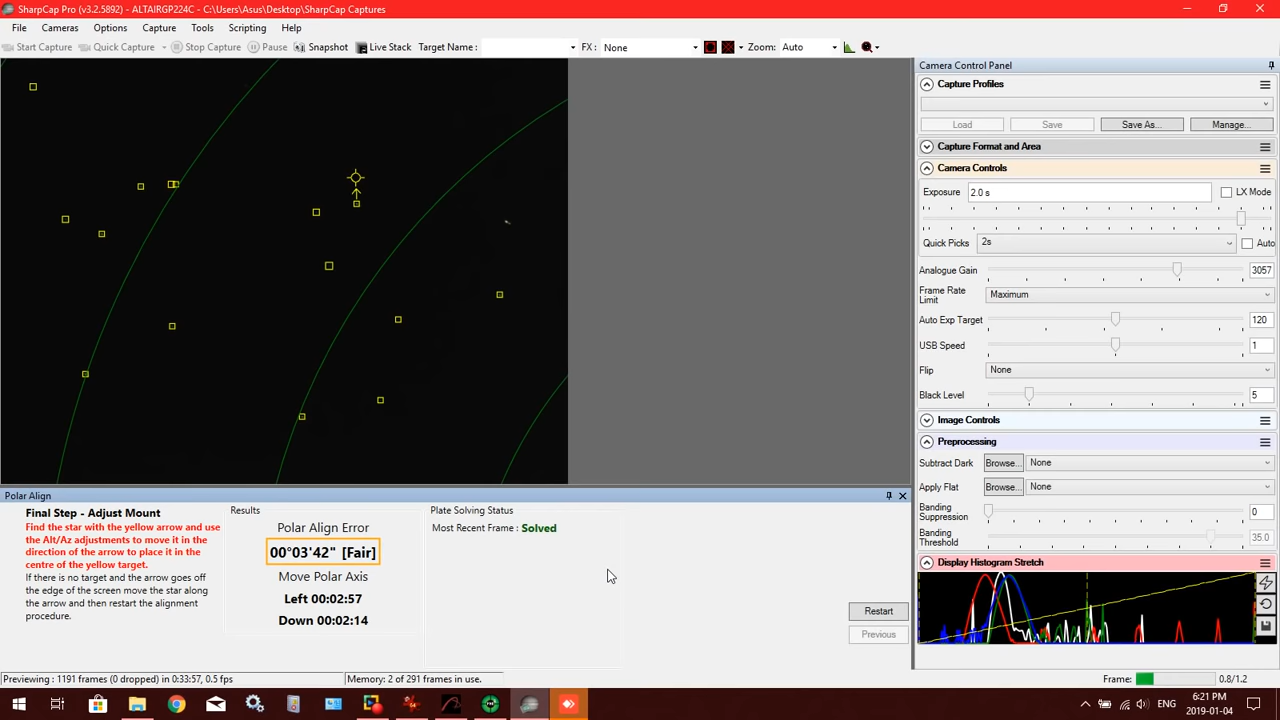 SharpCap Pro (v3.2.5892) - ALTAIRGP224C - C:\Users\Asus\Desktop\SharpCap Captures
File Cameras Options Capture Tools Scripting Help
Start Capture Quick Capture Stop Capture Pause Snapshot Live Stack Target Name : FX : None Zoom: Auto
Camera Control Panel
Capture Profiles
Load Save Save As... Manage...
Capture Format and Area
Camera Controls
Exposure 2.0 s LX Mode
Quick Picks 2s Auto
Analogue Gain 3057
Frame Rate Limit Maximum
Auto Exp Target 120
USB Speed 1
Flip None
Black Level 5
Image Controls
Preprocessing
Subtract Dark Browse... None
Apply Flat Browse... None
Banding Suppression 0
Banding Threshold 35.0
Display Histogram Stretch
Polar Align
Final Step - Adjust Mount
Find the star with the yellow arrow and use
the Alt/Az adjustments to move it in the
direction of the arrow to place it in the
centre of the yellow target.
If there is no target and the arrow goes off
the edge of the screen move the star along
the arrow and then restart the alignment
procedure.
Results
Polar Align Error
00°03'42" [Fair]
Move Polar Axis
Left 00:02:57
Down 00:02:14
Plate Solving Status
Most Recent Frame : Solved
Restart
Previous
Previewing : 1191 frames (0 dropped) in 0:33:57, 0.5 fps Memory: 2 of 291 frames in use. Frame: 0.8/1.2
ENG 6:21 PM
2019-01-04